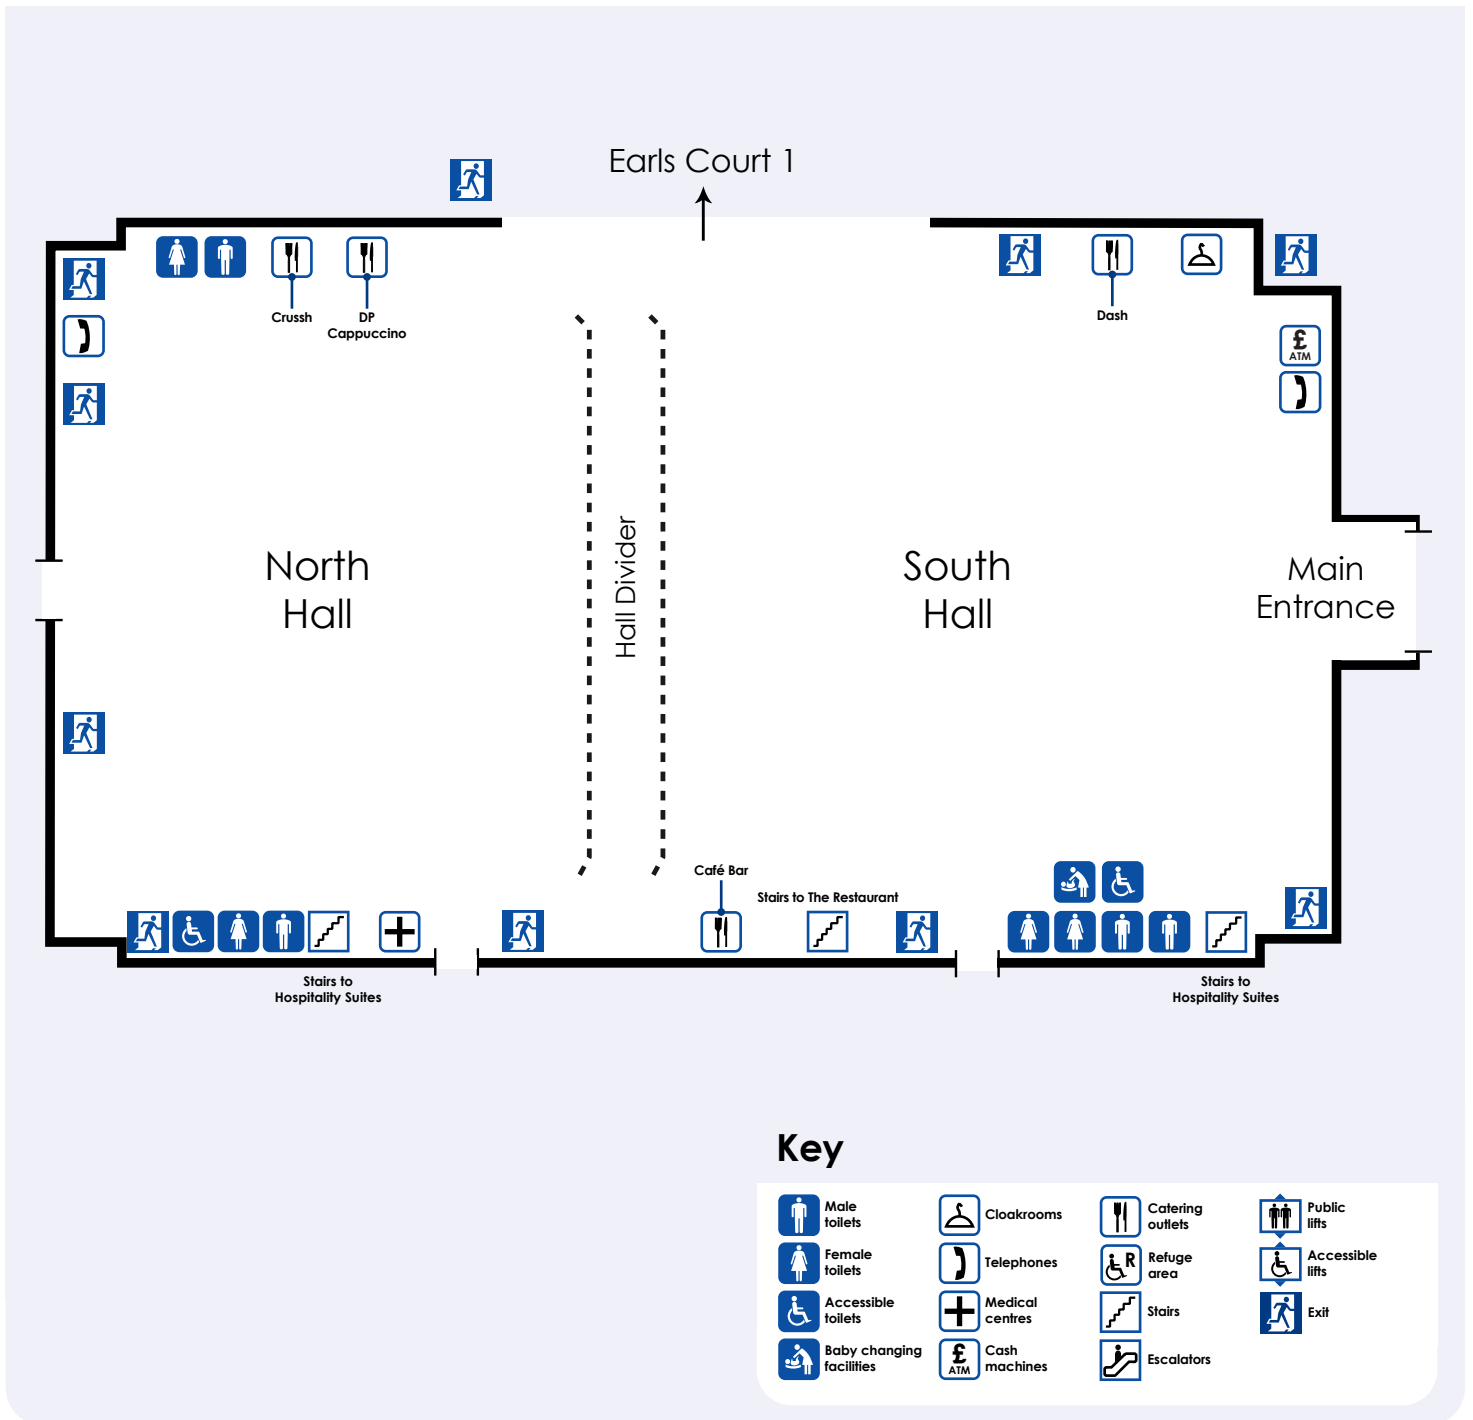 Earls Court 1
Crussh
DP
Cappuccino
Dash
£
ATM
North
Hall
Hall Divider
South
Hall
Main
Entrance
Café Bar
Stairs to The Restaurant
Stairs to
Hospitality Suites
Stairs to
Hospitality Suites
Key
Male
toilets
Cloakrooms
Catering
outlets
Public
lifts
Female
toilets
Telephones
R
Refuge
area
Accessible
lifts
Accessible
toilets
Medical
centres
Stairs
Exit
Baby changing
facilities
£
ATM
Cash
machines
Escalators